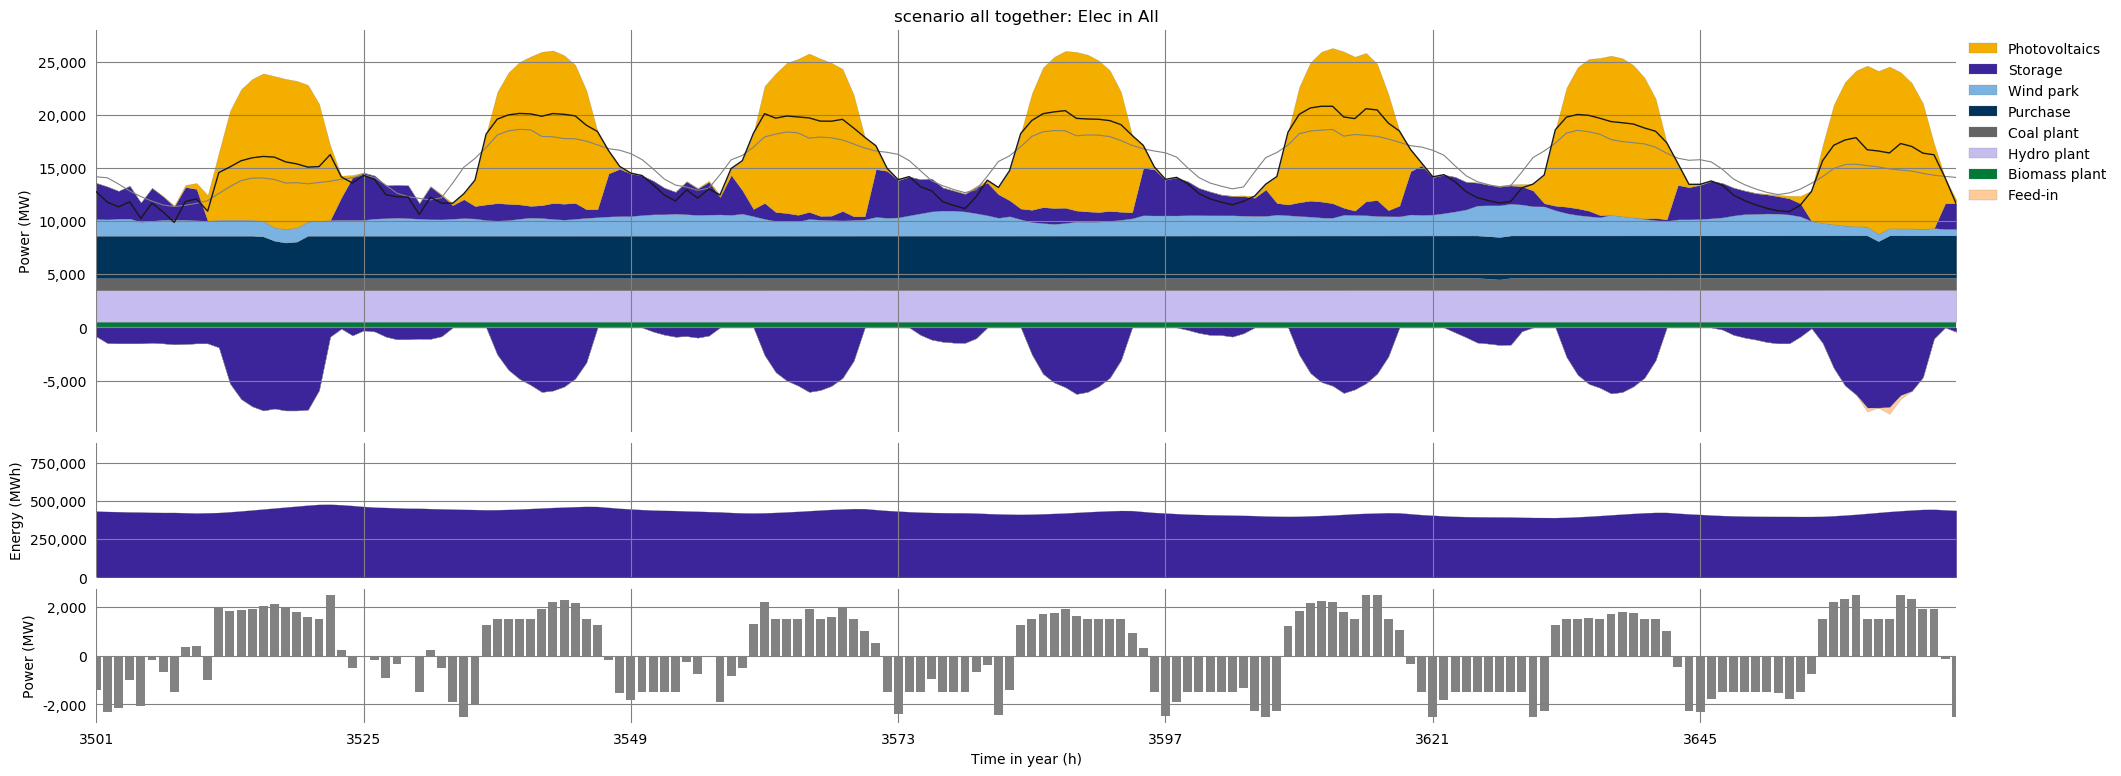 scenario all together: Elec in All
Power (MW)
25,000
20,000
15,000
10,000
5,000
0
-5,000
Photovoltaics
Storage
Wind park
Purchase
Coal plant
Hydro plant
Biomass plant
Feed-in
Energy (MWh)
750,000
500,000
250,000
0
Power (MW)
2,000
0
-2,000
3501 3525 3549 3573 3597 3621 3645
Time in year (h)